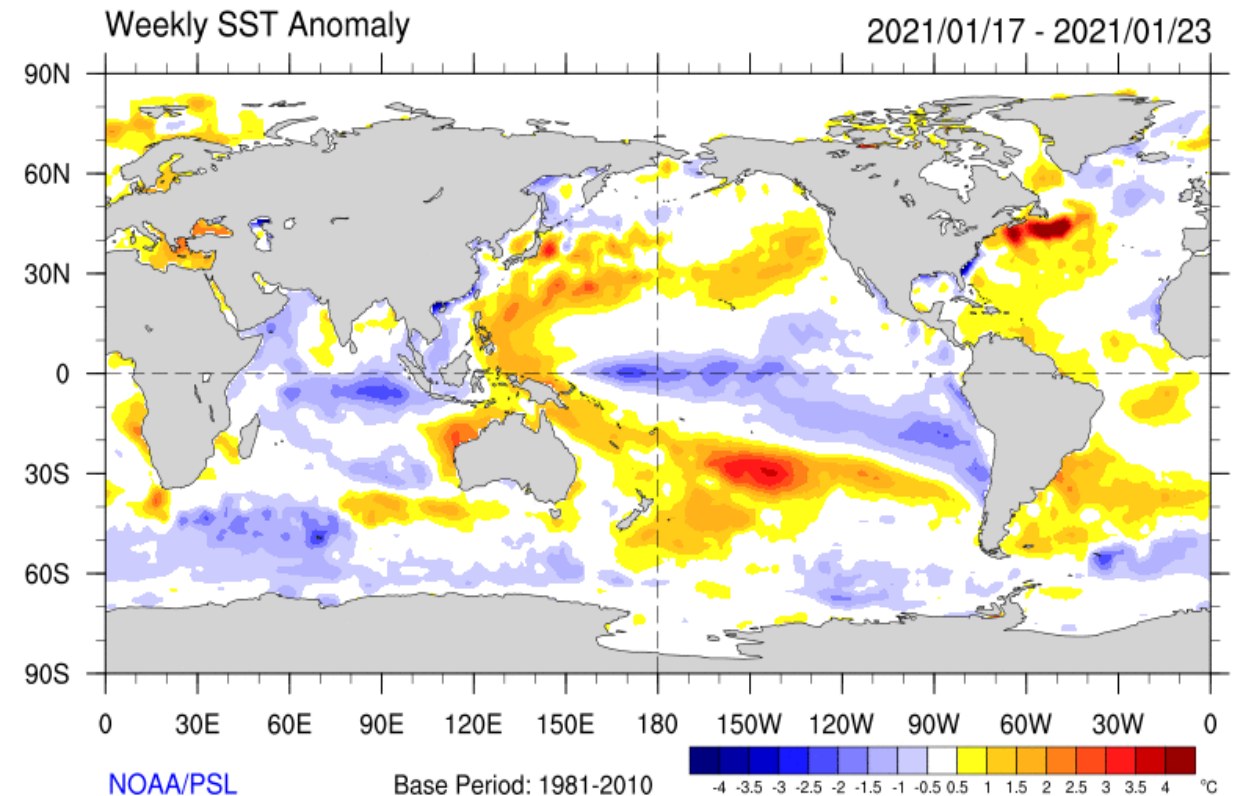 Weekly SST Anomaly 2021/01/17 - 2021/01/23
90N
60N
30N
0
30S
60S
90S
0 30E 60E 90E 120E 150E 180 150W 120W 90W 60W 30W 0
-4 -3.5 -3 -2.5 -2 -1.5 -1 -0.5 0.5 1 1.5 2 2.5 3 3.5 4 °C
NOAA/PSL Base Period: 1981-2010